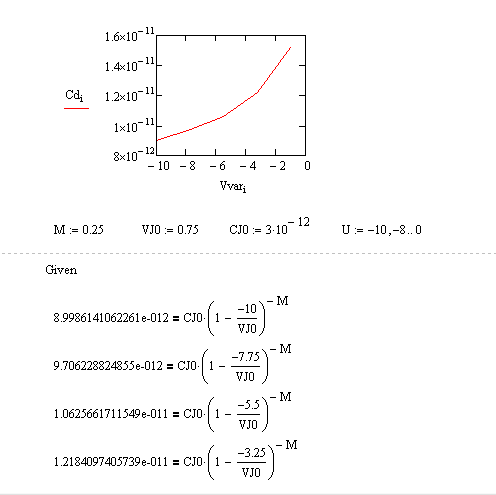 1.6×10⁻¹¹
1.4×10⁻¹¹
Cdᵢ 1.2×10⁻¹¹
1×10⁻¹¹
8×10⁻¹²
−10 −8 −6 −4 −2 0
Vvarᵢ
M := 0.25 VJ0 := 0.75 CJ0 := 3·10⁻¹² U := −10,−8..0
Given
8.9986141062261e-012 = CJ0·(1 − −10/VJ0)^−M
9.706228824855e-012 = CJ0·(1 − −7.75/VJ0)^−M
1.0625661711549e-011 = CJ0·(1 − −5.5/VJ0)^−M
1.2184097405739e-011 = CJ0·(1 − −3.25/VJ0)^−M